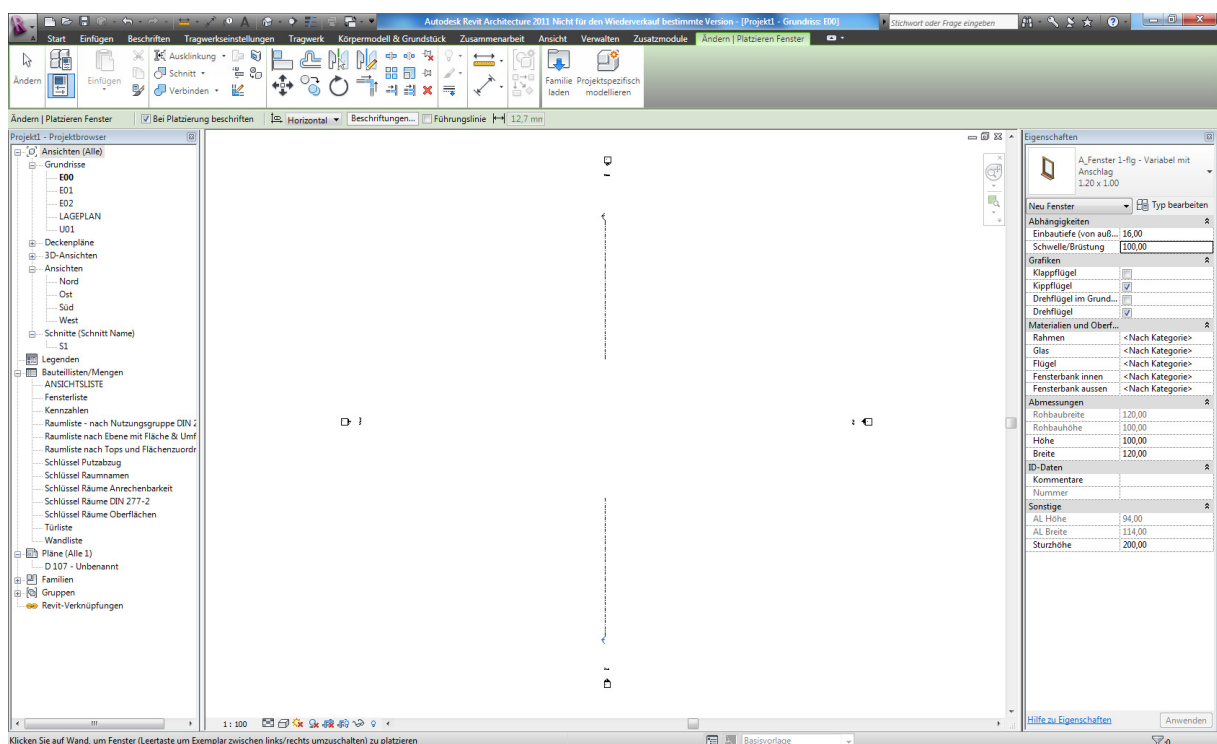 Autodesk Revit Architecture 2011 Nicht für den Wiederverkauf bestimmte Version - [Projekt1 - Grundriss: E00]
Stichwort oder Frage eingeben
Start Einfügen Beschriften Tragwerkseinstellungen Tragwerk Körpermodell & Grundstück Zusammenarbeit Ansicht Verwalten Zusatzmodule Ändern | Platzieren Fenster
Ändern
Einfügen
Ausklinkung
Schnitt
Verbinden
Familie laden
Projektspezifisch modellieren
Ändern | Platzieren Fenster
Bei Platzierung beschriften
Horizontal
Beschriftungen...
Führungslinie
12,7 mm
Projekt1 - Projektbrowser
Ansichten (Alle)
Grundrisse
E00
E01
E02
LAGEPLAN
U01
Deckenpläne
3D-Ansichten
Ansichten
Nord
Ost
Süd
West
Schnitte (Schnitt Name)
S1
Legenden
Bauteillisten/Mengen
ANSICHTSLISTE
Fensterliste
Kennzahlen
Raumliste - nach Nutzungsgruppe DIN 2
Raumliste nach Ebene mit Fläche & Umf
Raumliste nach Tops und Flächenzuordr
Schlüssel Putzabzug
Schlüssel Raumnamen
Schlüssel Räume Anrechenbarkeit
Schlüssel Räume DIN 277-2
Schlüssel Räume Oberflächen
Türliste
Wandliste
Pläne (Alle 1)
D 107 - Unbenannt
Familien
Gruppen
Revit-Verknüpfungen
Eigenschaften
A_Fenster 1-flg - Variabel mit Anschlag
1.20 x 1.00
Neu Fenster
Typ bearbeiten
Abhängigkeiten
Einbautiefe (von auß... 16,00
Schwelle/Brüstung 100,00
Grafiken
Klappflügel
Kippflügel
Drehflügel im Grund...
Drehflügel
Materialien und Oberf...
Rahmen <Nach Kategorie>
Glas <Nach Kategorie>
Flügel <Nach Kategorie>
Fensterbank innen <Nach Kategorie>
Fensterbank aussen <Nach Kategorie>
Abmessungen
Rohbaubreite 120,00
Rohbauhöhe 100,00
Höhe 100,00
Breite 120,00
ID-Daten
Kommentare
Nummer
Sonstige
AL Höhe 94,00
AL Breite 114,00
Sturzhöhe 200,00
Hilfe zu Eigenschaften
Anwenden
1 : 100
Klicken Sie auf Wand, um Fenster (Leertaste um Exemplar zwischen links/rechts umzuschalten) zu platzieren
Basisvorlage